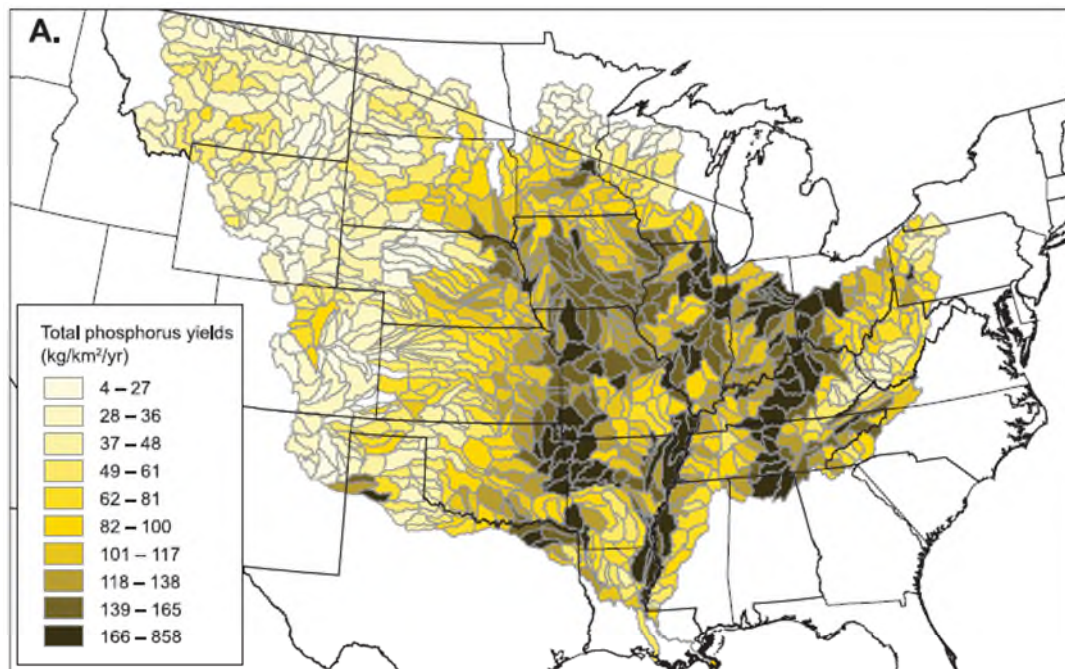 A.
Total phosphorus yields
(kg/km²/yr)
4 – 27
28 – 36
37 – 48
49 – 61
62 – 81
82 – 100
101 – 117
118 – 138
139 – 165
166 – 858